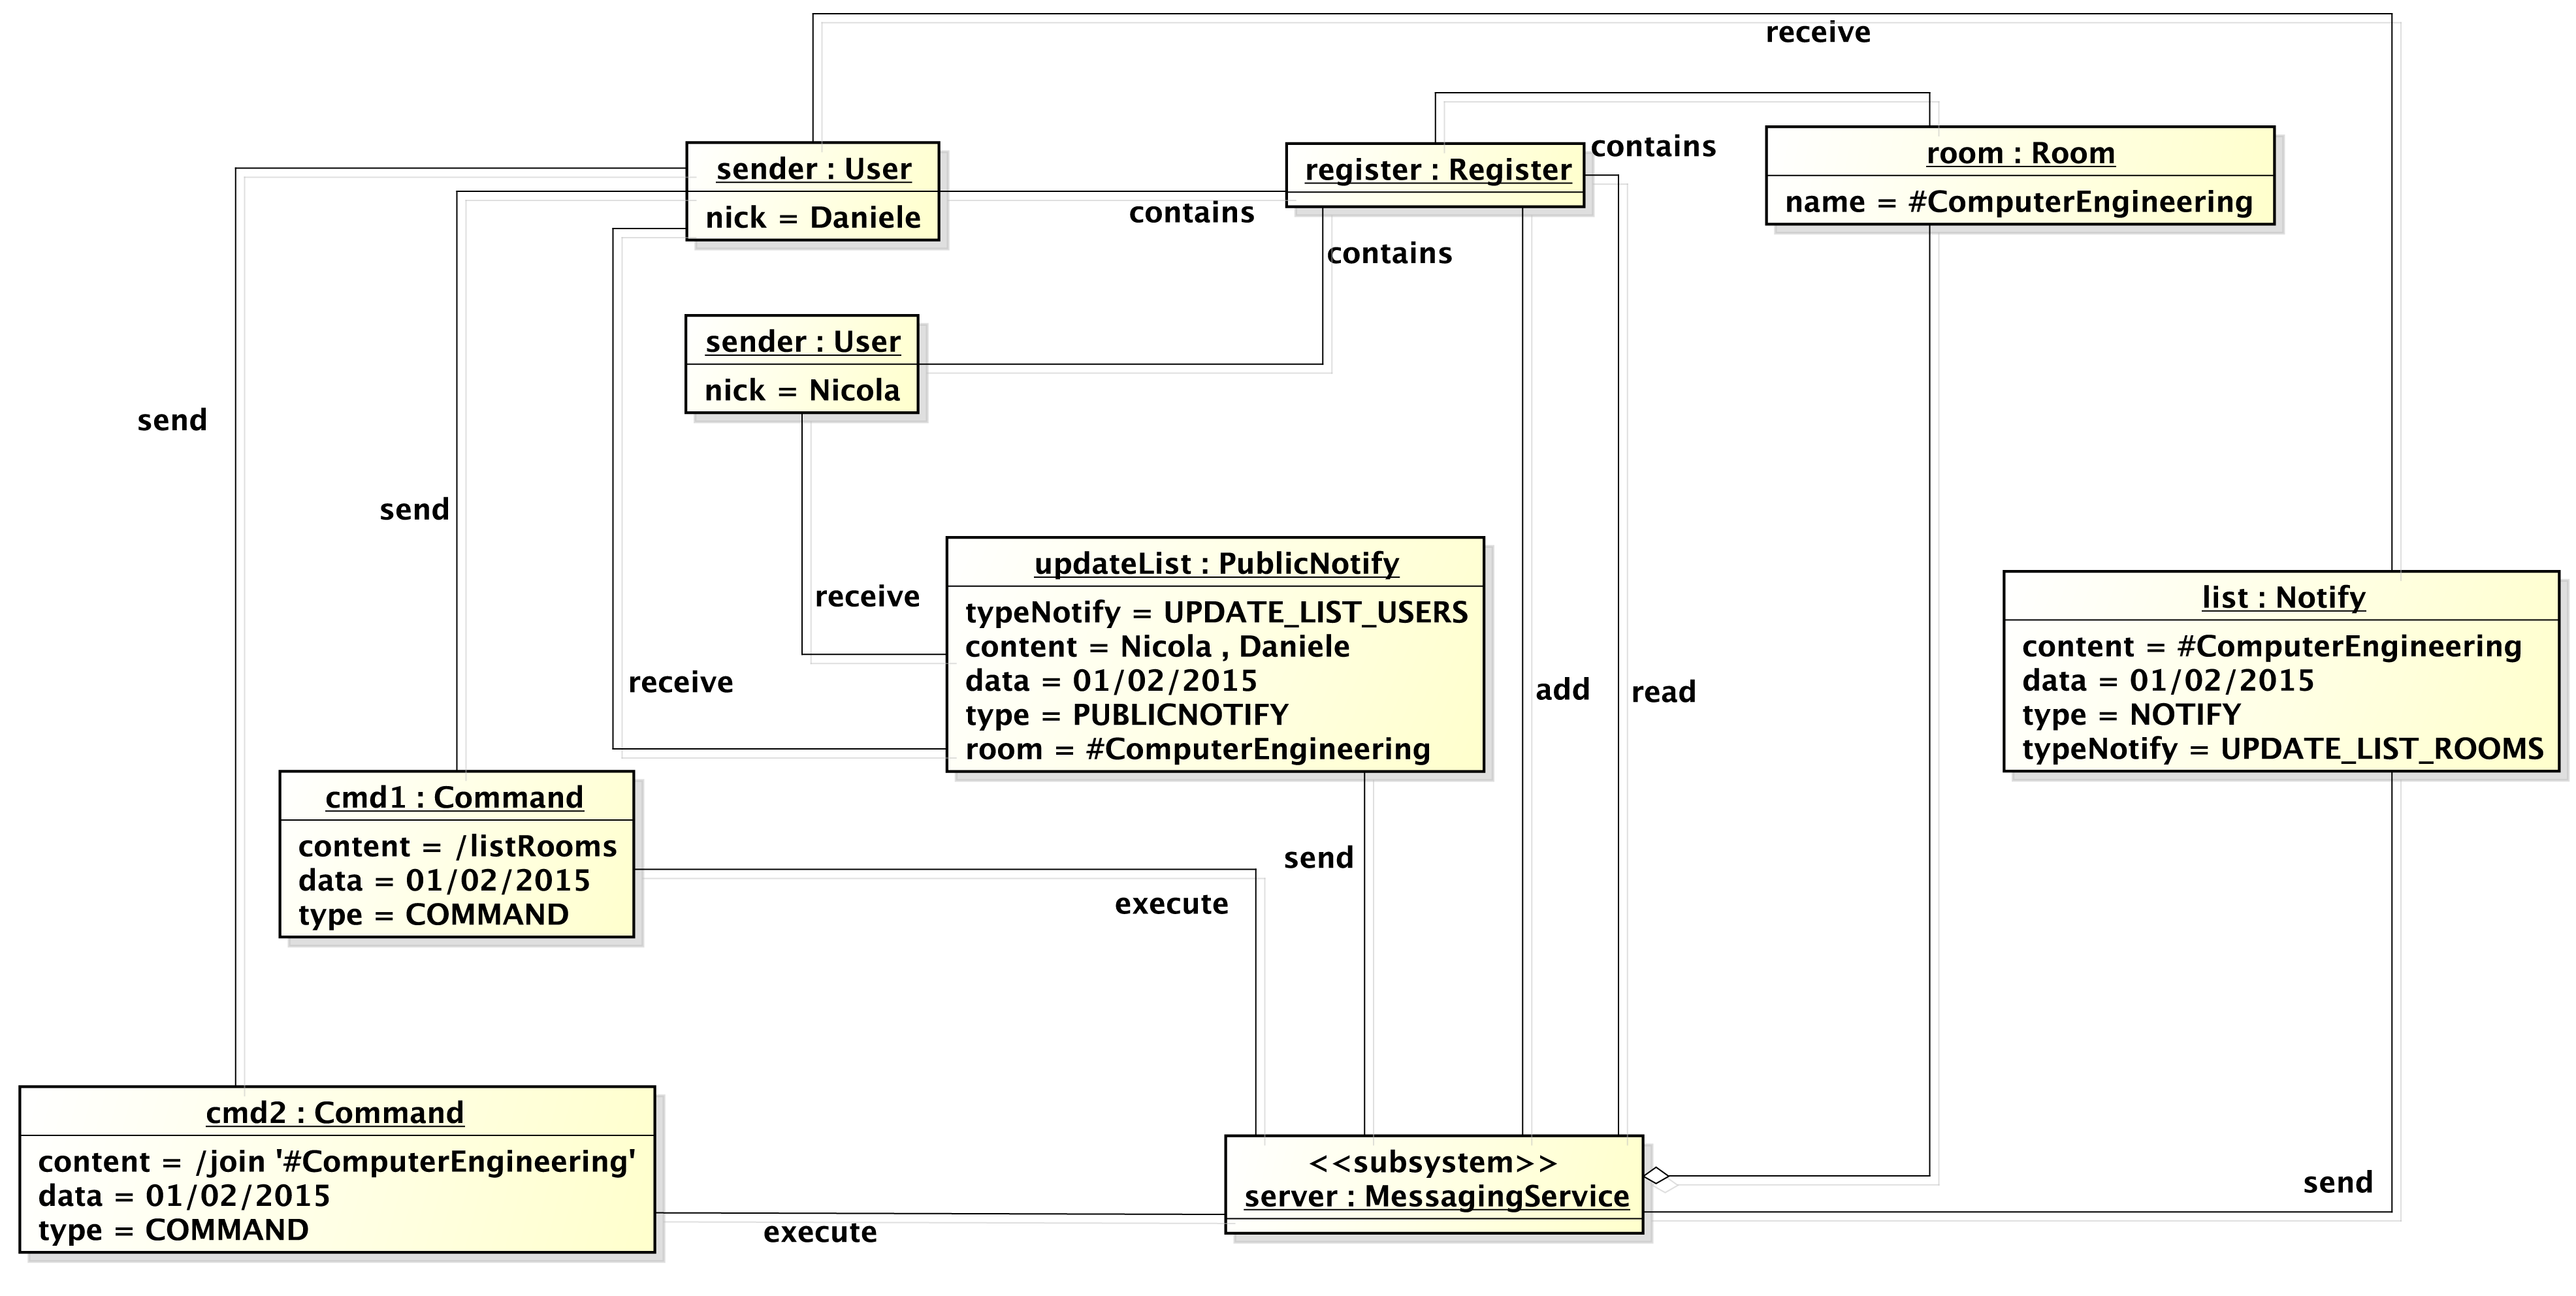 receive
contains
sender : User
nick = Daniele
register : Register
room : Room
name = #ComputerEngineering
contains
contains
sender : User
nick = Nicola
send
send
receive
receive
updateList : PublicNotify
typeNotify = UPDATE_LIST_USERS
content = Nicola , Daniele
data = 01/02/2015
type = PUBLICNOTIFY
room = #ComputerEngineering
add
read
list : Notify
content = #ComputerEngineering
data = 01/02/2015
type = NOTIFY
typeNotify = UPDATE_LIST_ROOMS
cmd1 : Command
content = /listRooms
data = 01/02/2015
type = COMMAND
send
execute
cmd2 : Command
content = /join '#ComputerEngineering'
data = 01/02/2015
type = COMMAND
execute
<<subsystem>>
server : MessagingService
send